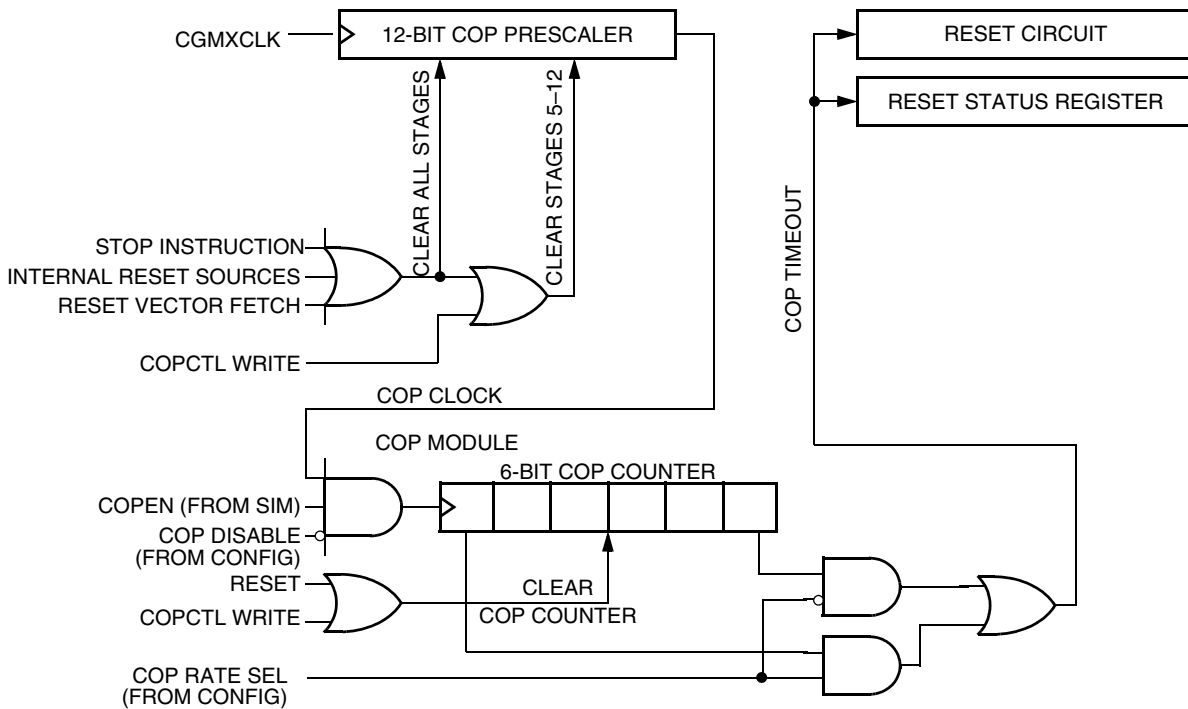 CGMXCLK
12-BIT COP PRESCALER
RESET CIRCUIT
RESET STATUS REGISTER
CLEAR ALL STAGES
CLEAR STAGES 5–12
COP TIMEOUT
STOP INSTRUCTION
INTERNAL RESET SOURCES
RESET VECTOR FETCH
COPCTL WRITE
COP CLOCK
COP MODULE
6-BIT COP COUNTER
COPEN (FROM SIM)
COP DISABLE
(FROM CONFIG)
RESET
COPCTL WRITE
CLEAR
COP COUNTER
COP RATE SEL
(FROM CONFIG)